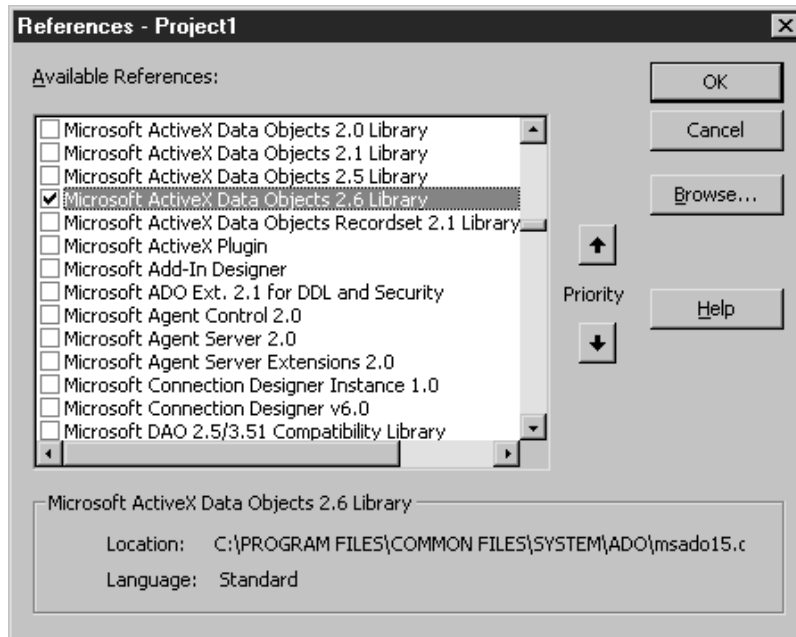 References - Project1
Available References:
Microsoft ActiveX Data Objects 2.0 Library
Microsoft ActiveX Data Objects 2.1 Library
Microsoft ActiveX Data Objects 2.5 Library
Microsoft ActiveX Data Objects 2.6 Library
Microsoft ActiveX Data Objects Recordset 2.1 Library
Microsoft ActiveX Plugin
Microsoft Add-In Designer
Microsoft ADO Ext. 2.1 for DDL and Security
Microsoft Agent Control 2.0
Microsoft Agent Server 2.0
Microsoft Agent Server Extensions 2.0
Microsoft Connection Designer Instance 1.0
Microsoft Connection Designer v6.0
Microsoft DAO 2.5/3.51 Compatibility Library
Priority
OK
Cancel
Browse...
Help
Microsoft ActiveX Data Objects 2.6 Library
Location: C:\PROGRAM FILES\COMMON FILES\SYSTEM\ADO\msado15.c
Language: Standard